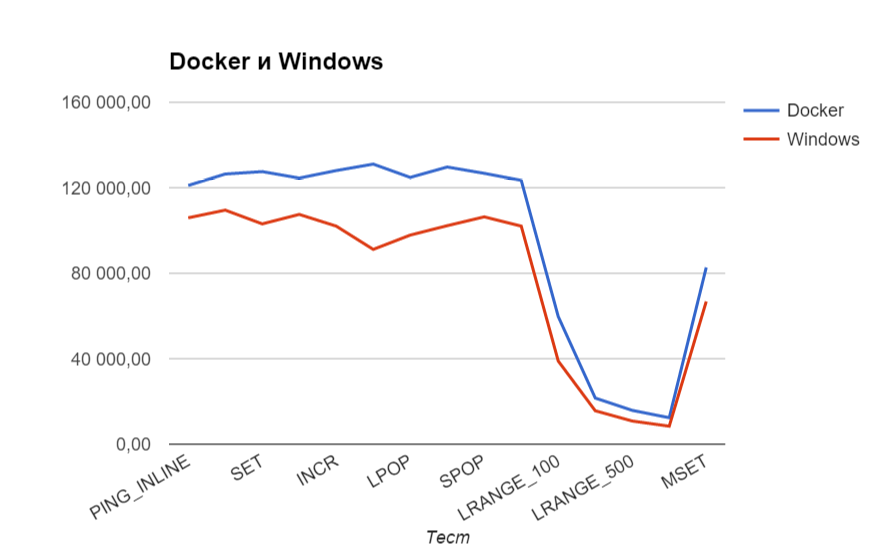 Docker и Windows
160 000,00
120 000,00
80 000,00
40 000,00
0,00
Docker
Windows
PING_INLINE
SET
INCR
LPOP
SPOP
LRANGE_100
LRANGE_500
MSET
Тест